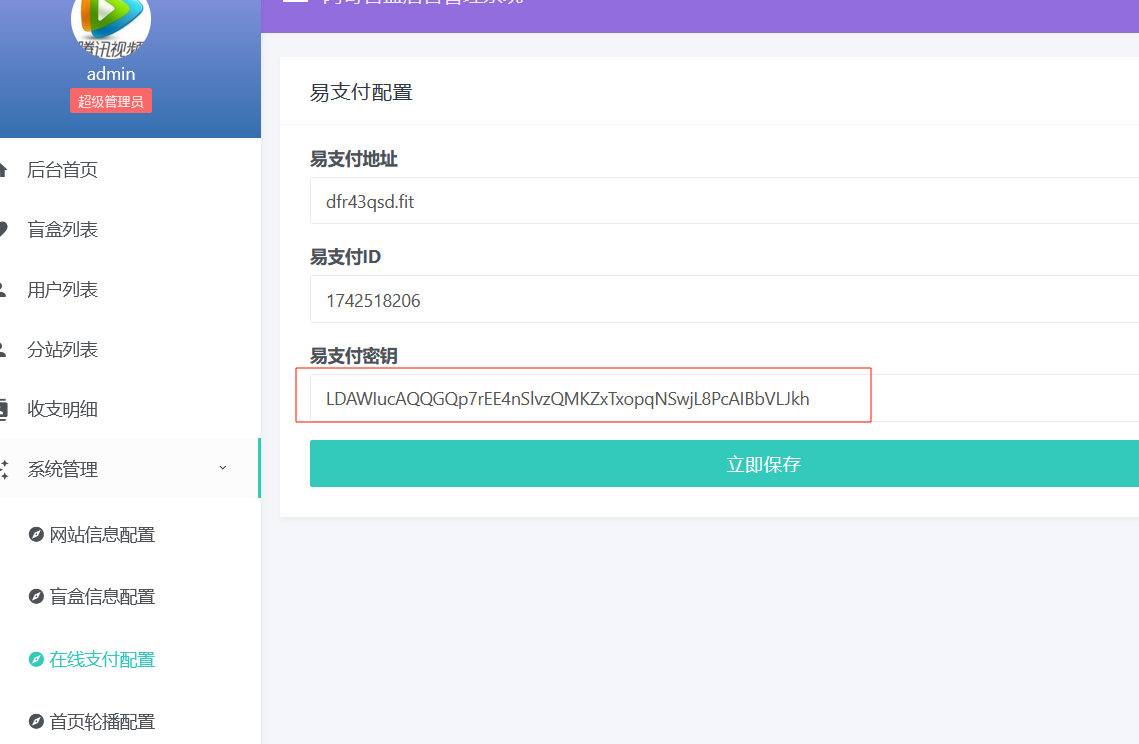 腾讯视频
admin
超级管理员
后台首页
盲盒列表
用户列表
分站列表
收支明细
系统管理
网站信息配置
盲盒信息配置
在线支付配置
首页轮播配置
易支付配置
易支付地址
dfr43qsd.fit
易支付ID
1742518206
易支付密钥
LDAWIucAQQGQp7rEE4nSlvzQMKZxTxopqNSwjL8PcAIBbVLJkh
立即保存